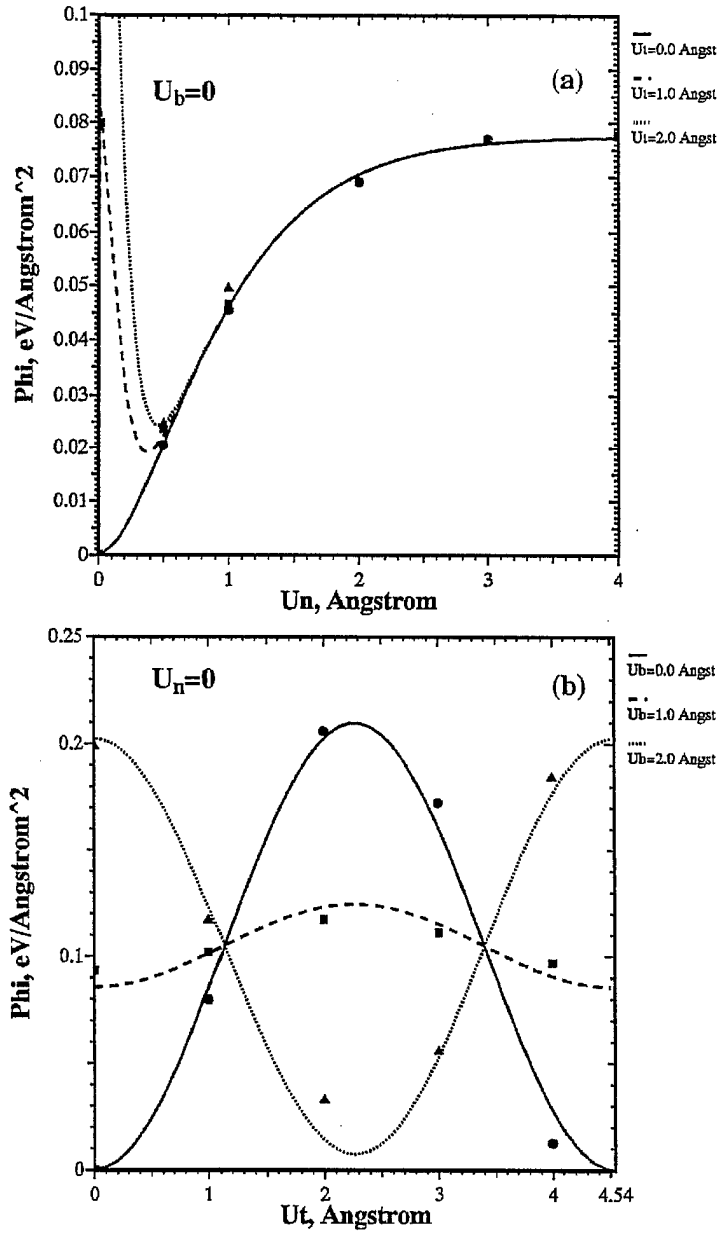 0.1
0.09
0.08
0.07
0.06
0.05
0.04
0.03
0.02
0.01
0
Phi, eV/Angstrom^2
U_b=0
(a)
Ut=0.0 Angst
Ut=1.0 Angst
Ut=2.0 Angst
0 1 2 3 4
Un, Angstrom
0.25
0.2
0.1
0
Phi, eV/Angstrom^2
U_n=0
(b)
Ub=0.0 Angst
Ub=1.0 Angst
Ub=2.0 Angst
0 1 2 3 4 4.54
Ut, Angstrom